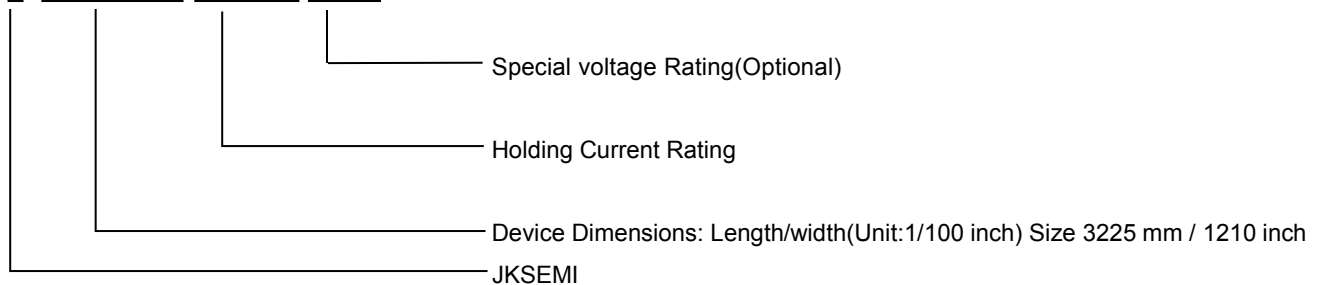 Special voltage Rating(Optional)
Holding Current Rating
Device Dimensions: Length/width(Unit:1/100 inch) Size 3225 mm / 1210 inch
JKSEMI